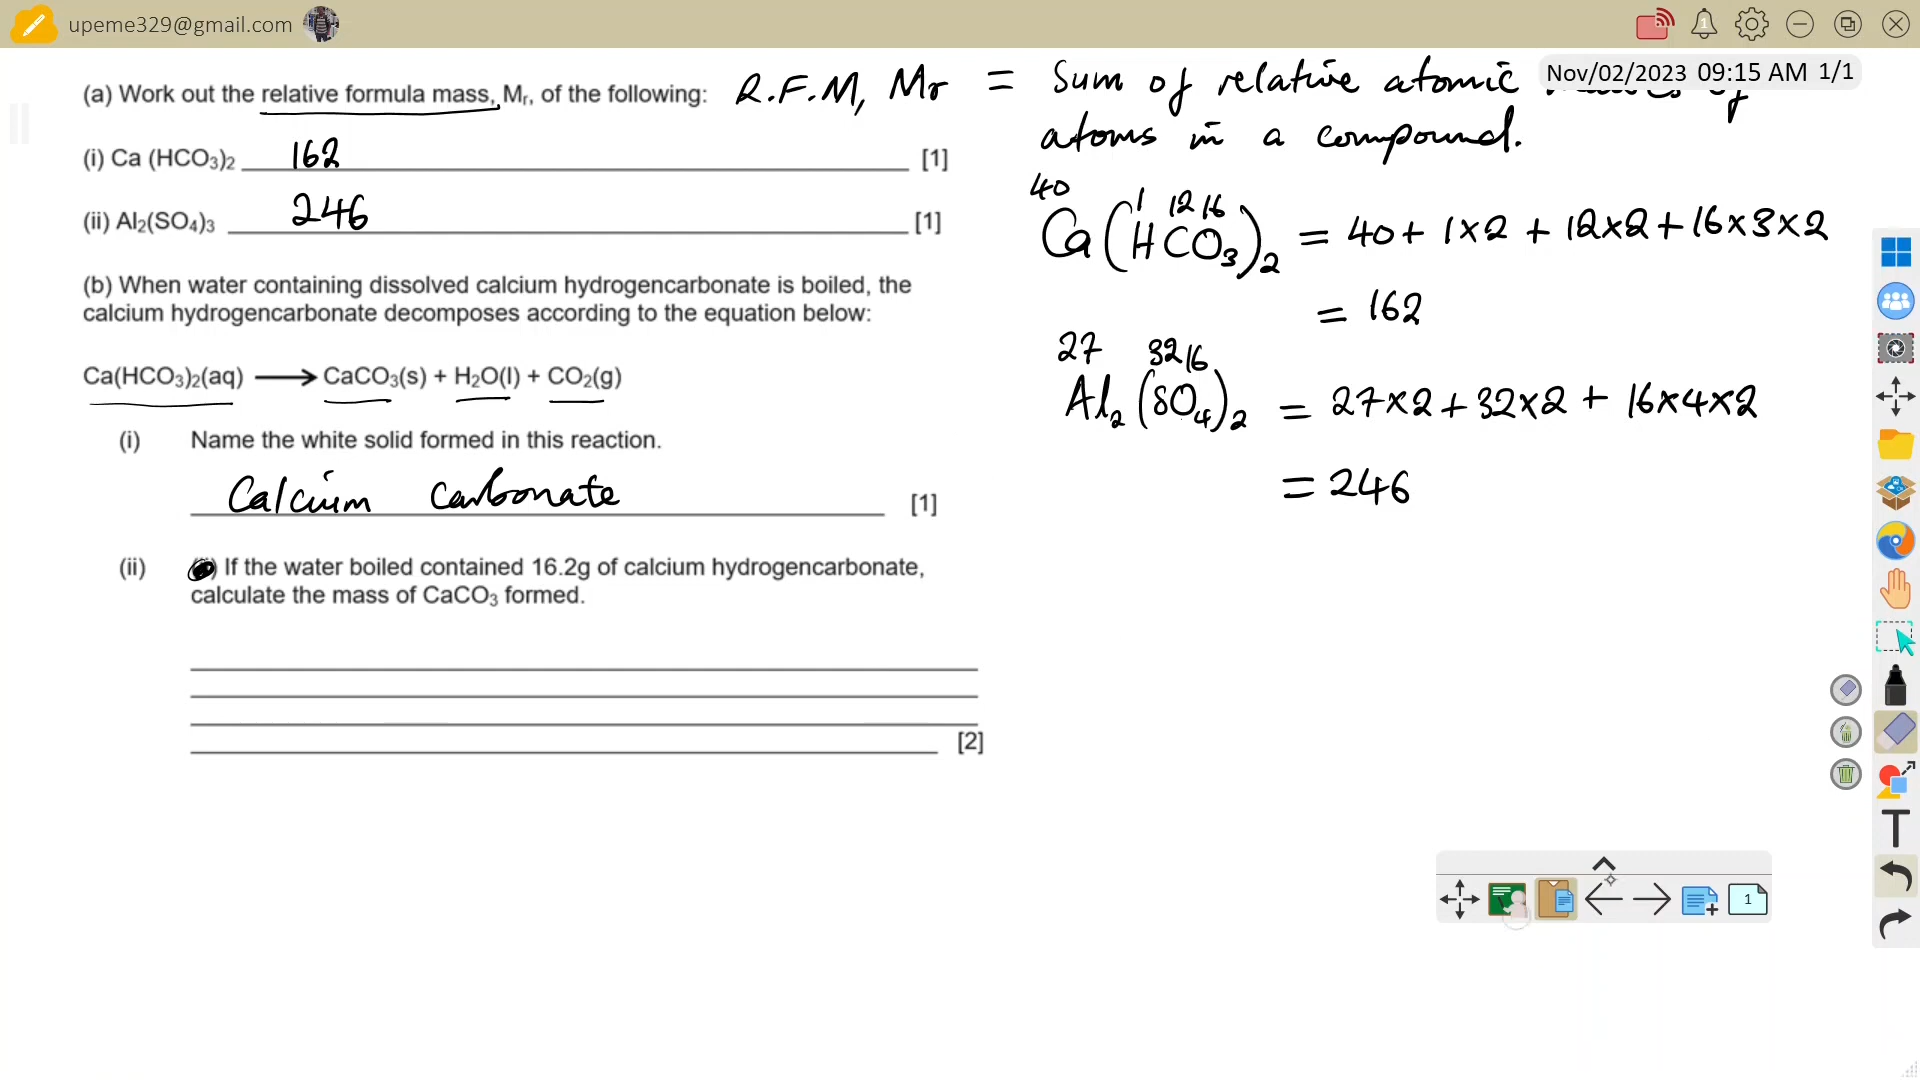 upeme329@gmail.com
Nov/02/2023 09:15 AM 1/1
(a) Work out the relative formula mass, Mr, of the following: R.F.M, Mr = Sum of relative atomic
atoms in a compound.
(i) Ca (HCO3)2 162 [1]
(ii) Al2(SO4)3 246 [1]
(b) When water containing dissolved calcium hydrogencarbonate is boiled, the
calcium hydrogencarbonate decomposes according to the equation below:
Ca(HCO3)2(aq) ⟶ CaCO3(s) + H2O(l) + CO2(g)
(i) Name the white solid formed in this reaction.
Calcium carbonate [1]
(ii) If the water boiled contained 16.2g of calcium hydrogencarbonate,
calculate the mass of CaCO3 formed.
[2]
40 1 12 16
Ca(HCO3)2 = 40 + 1×2 + 12×2 + 16×3×2
= 162
27 32 16
Al2(SO4)2 = 27×2 + 32×2 + 16×4×2
= 246
1
1
T